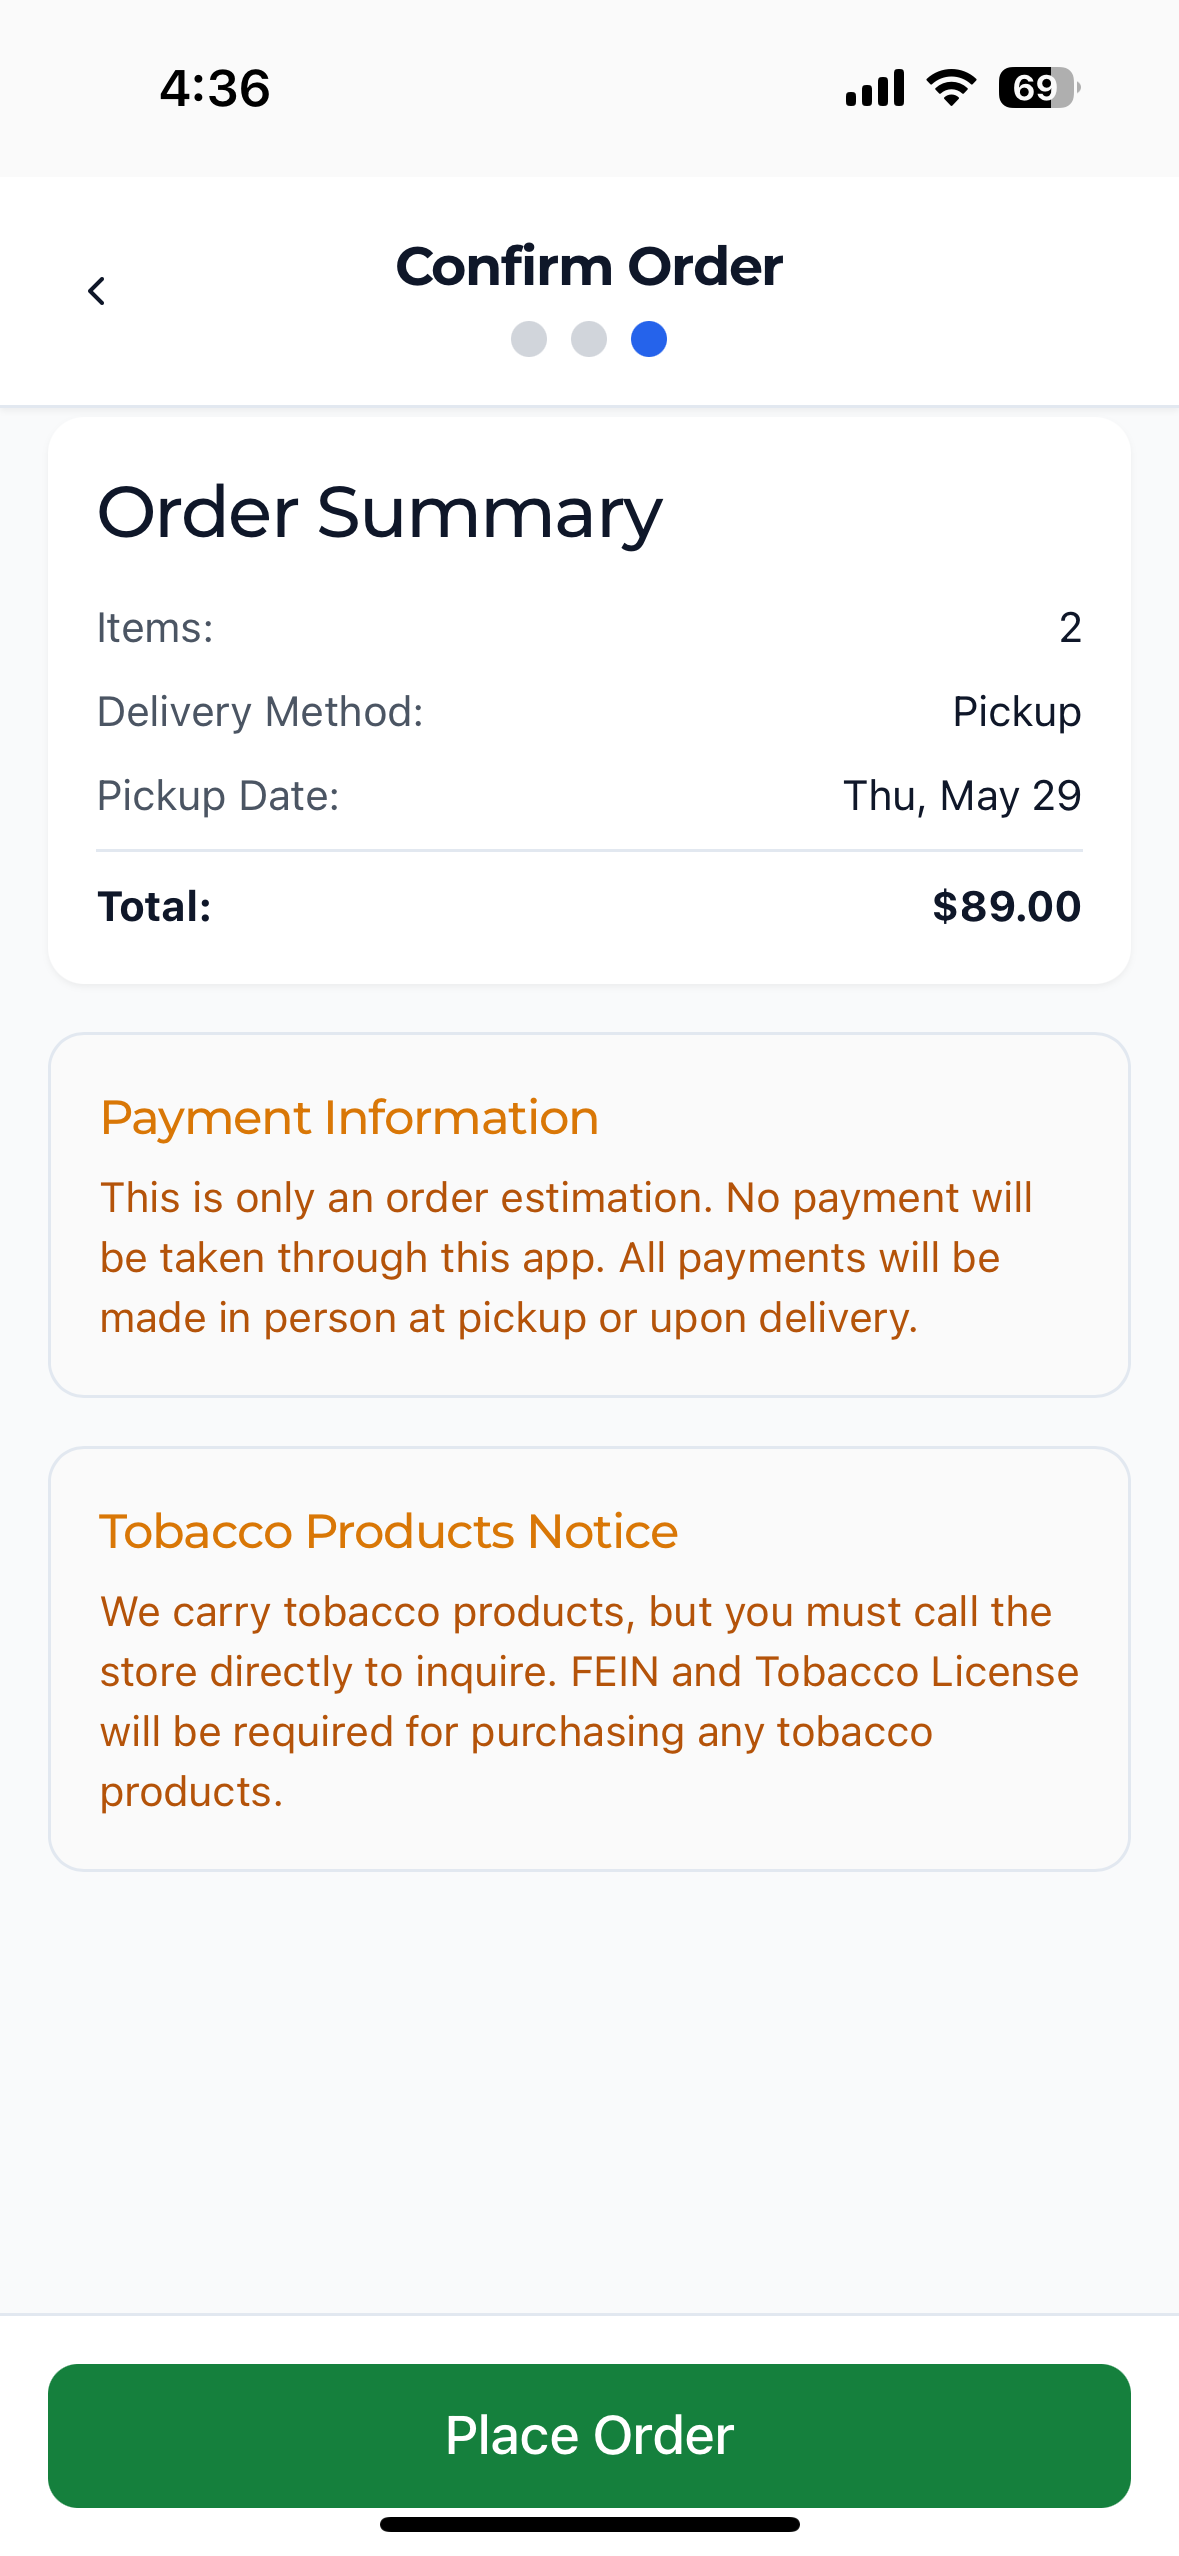 4:36
69
Confirm Order
Order Summary
Items: 2
Delivery Method: Pickup
Pickup Date: Thu, May 29
Total: $89.00
Payment Information
This is only an order estimation. No payment will
be taken through this app. All payments will be
made in person at pickup or upon delivery.
Tobacco Products Notice
We carry tobacco products, but you must call the
store directly to inquire. FEIN and Tobacco License
will be required for purchasing any tobacco
products.
Place Order